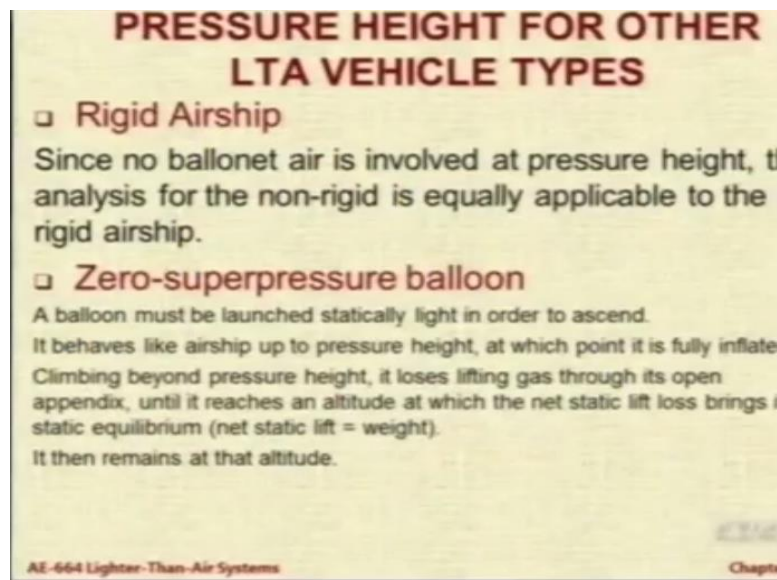 PRESSURE HEIGHT FOR OTHER
LTA VEHICLE TYPES
Rigid Airship
Since no ballonet air is involved at pressure height, t
analysis for the non-rigid is equally applicable to the
rigid airship.
Zero-superpressure balloon
A balloon must be launched statically light in order to ascend.
It behaves like airship up to pressure height, at which point it is fully inflate
Climbing beyond pressure height, it loses lifting gas through its open
appendix, until it reaches an altitude at which the net static lift loss brings
static equilibrium (net static lift = weight).
It then remains at that altitude.
AE-664 Lighter-Than-Air Systems
Chapte